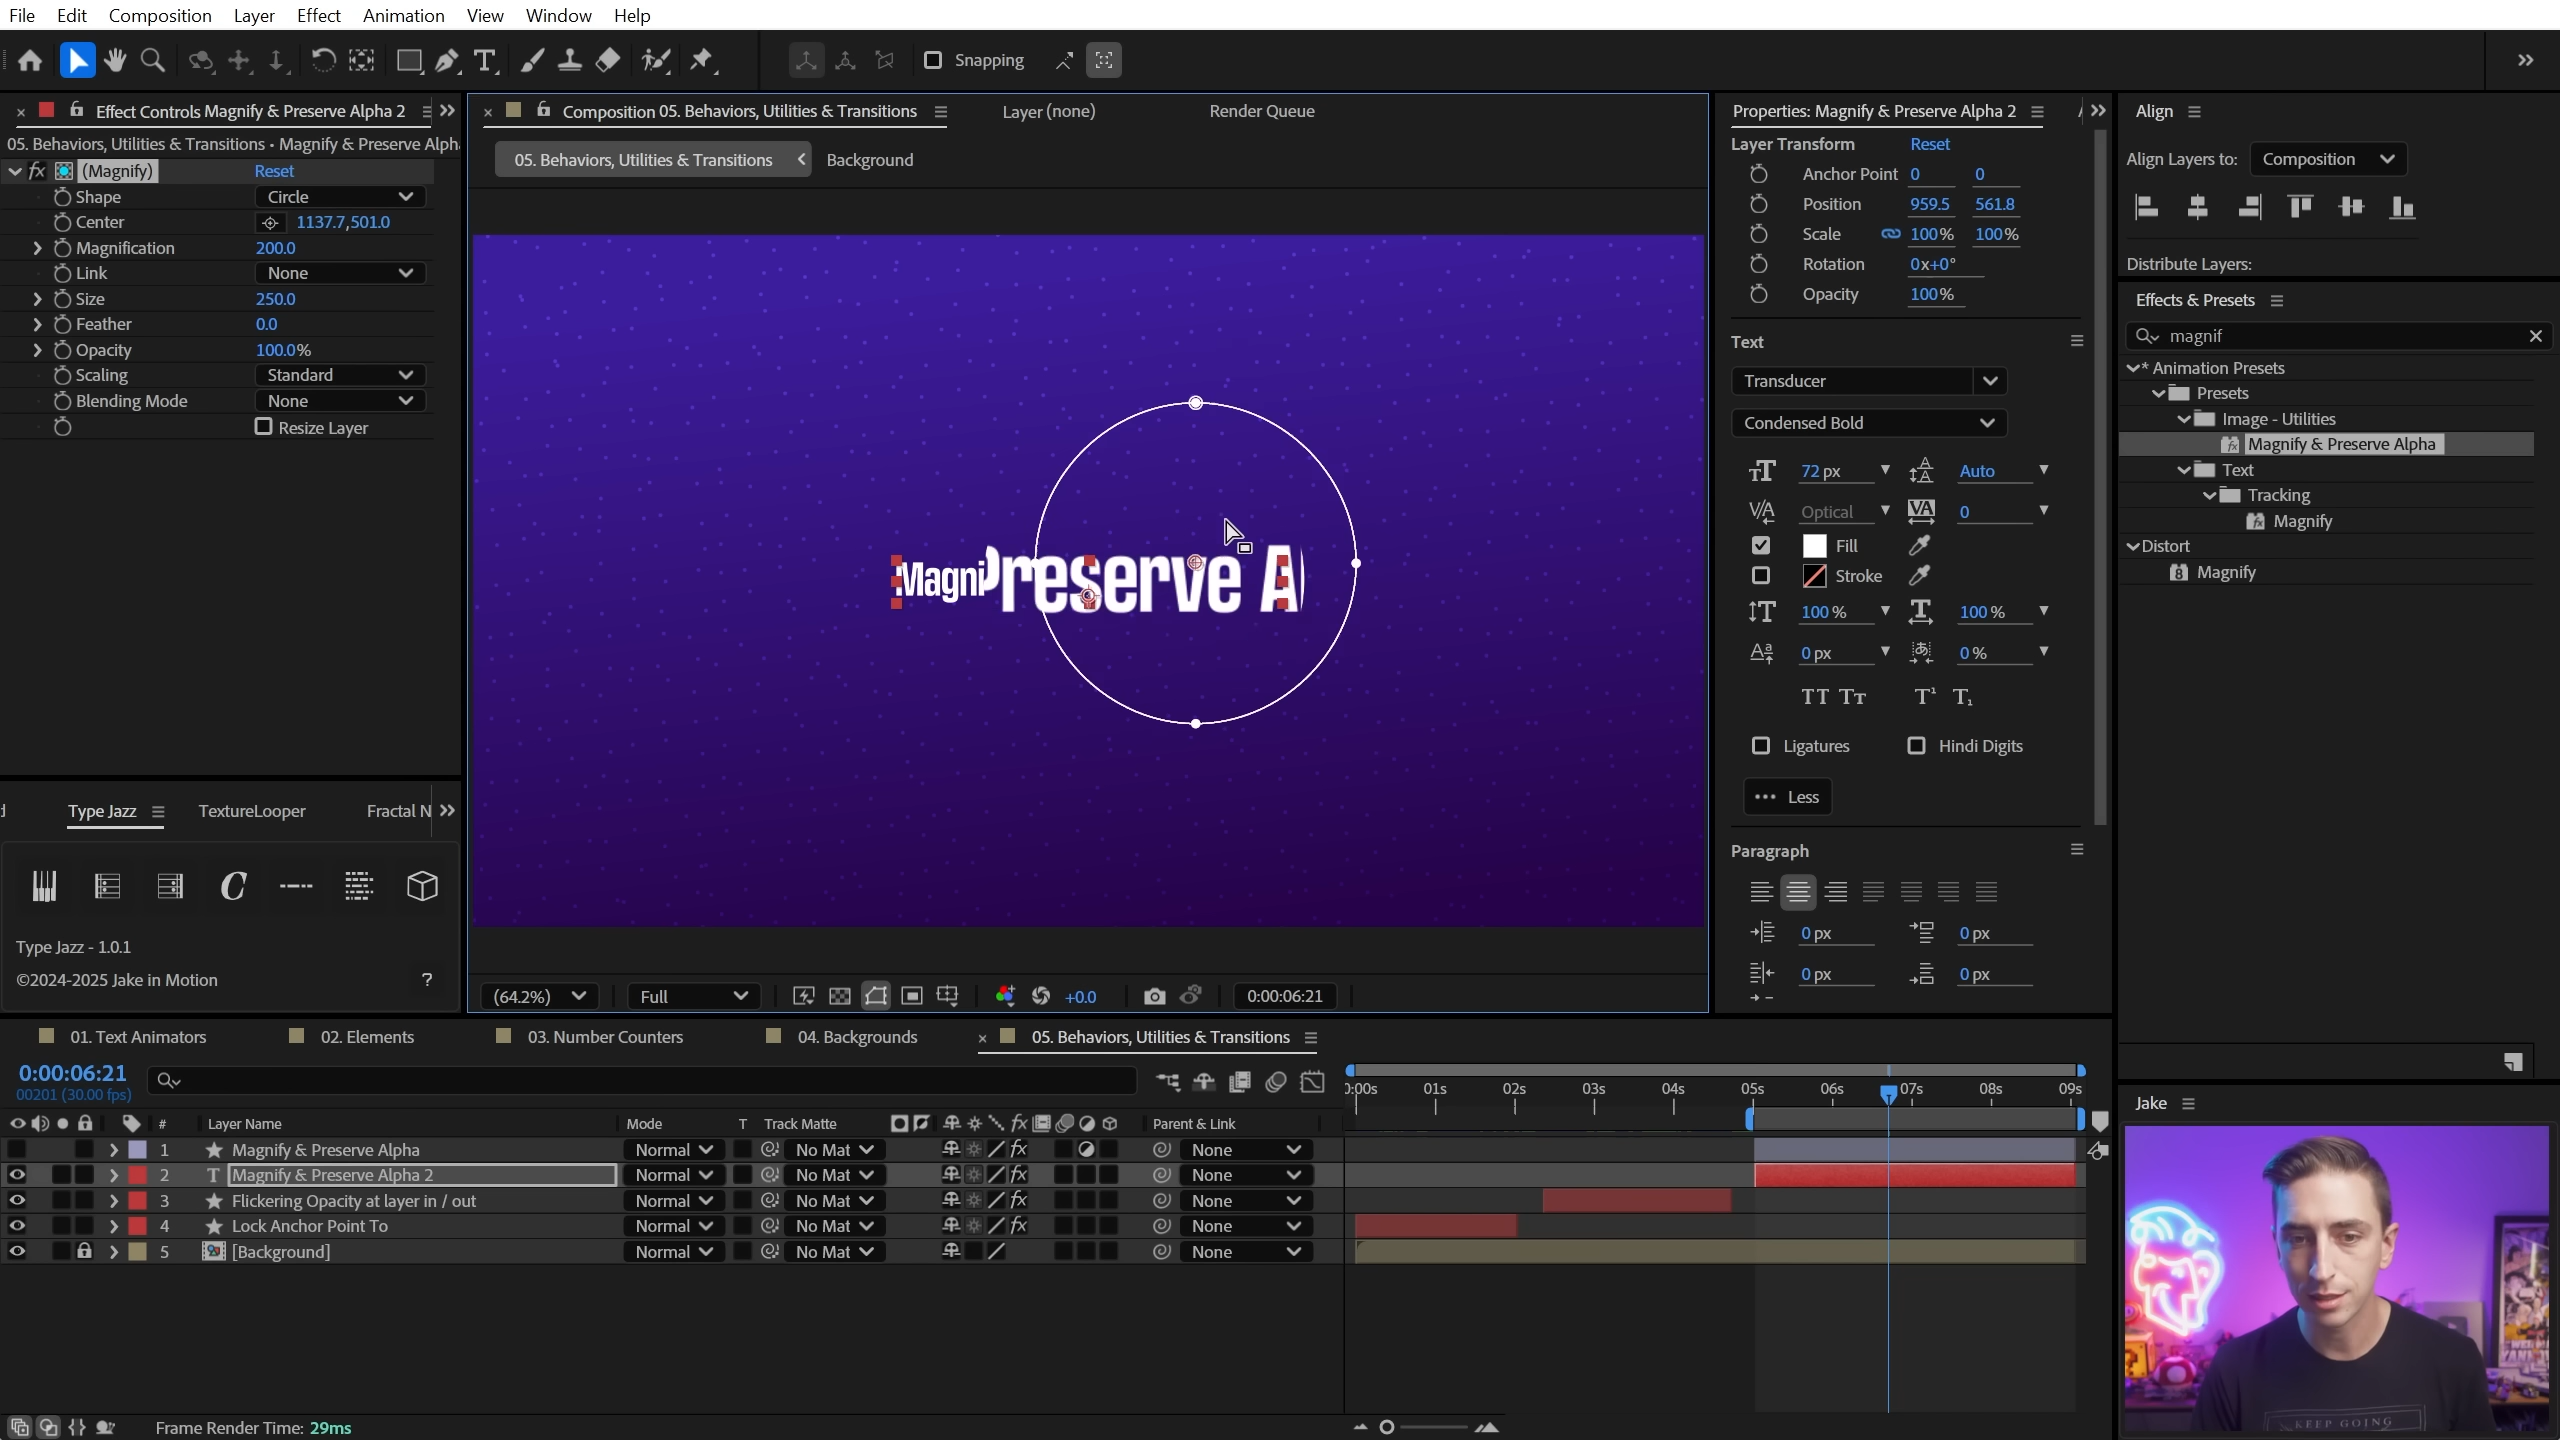 File Edit Composition Layer Effect Animation View Window Help
Snapping
Effect Controls Magnify & Preserve Alpha 2
05. Behaviors, Utilities & Transitions • Magnify & Preserve Alph
fx (Magnify) Reset
Shape Circle
Center 1137.7,501.0
Magnification 200.0
Link None
Size 250.0
Feather 0.0
Opacity 100.0%
Scaling Standard
Blending Mode None
Resize Layer
Type Jazz TextureLooper Fractal N
Type Jazz - 1.0.1
©2024-2025 Jake in Motion ?
Composition 05. Behaviors, Utilities & Transitions Layer (none) Render Queue
05. Behaviors, Utilities & Transitions Background
Magni Preserve A
(64.2%) Full +0.0 0:00:06:21
Properties: Magnify & Preserve Alpha 2
Layer Transform Reset
Anchor Point 0 0
Position 959.5 561.8
Scale 100% 100%
Rotation 0x+0°
Opacity 100%
Text
Transducer
Condensed Bold
72 px Auto
Optical 0
Fill
Stroke
100 % 100 %
0 px 0 %
TT Tт T¹ T₁
Ligatures Hindi Digits
Less
Paragraph
0 px 0 px
0 px 0 px
Align
Align Layers to: Composition
Distribute Layers:
Effects & Presets
magnif
* Animation Presets
Presets
Image - Utilities
Magnify & Preserve Alpha
Text
Tracking
Magnify
Distort
Magnify
Jake
KEEP GOING
01. Text Animators 02. Elements 03. Number Counters 04. Backgrounds 05. Behaviors, Utilities & Transitions
0:00:06:21
00201 (30.00 fps)
0:00s 01s 02s 03s 04s 05s 06s 07s 08s 09s
# Layer Name Mode T Track Matte fx Parent & Link
1 Magnify & Preserve Alpha Normal No Mat fx None
2 T Magnify & Preserve Alpha 2 Normal No Mat fx None
3 Flickering Opacity at layer in / out Normal No Mat fx None
4 Lock Anchor Point To Normal No Mat fx None
5 [Background] Normal No Mat None
Frame Render Time: 29ms